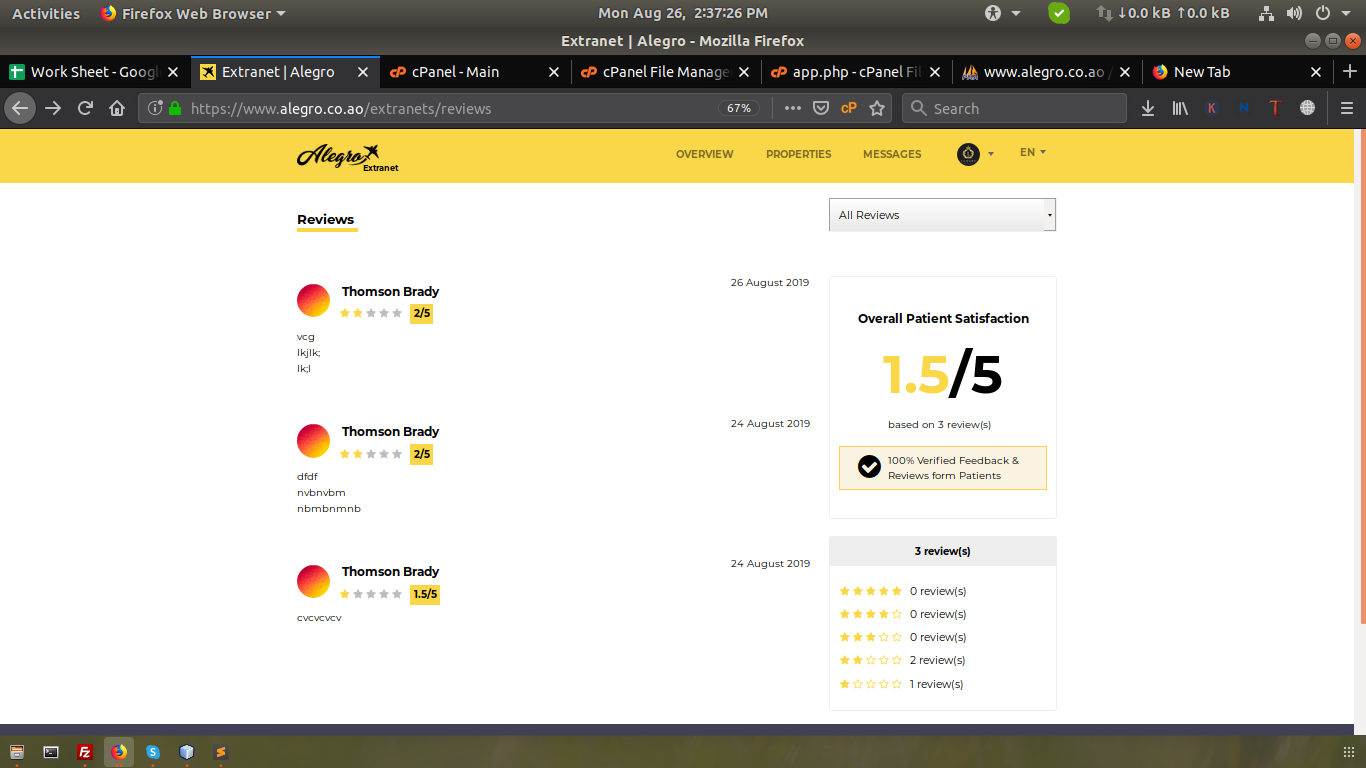 Activities
Firefox Web Browser
Mon Aug 26, 2:37:26 PM
↓0.0 kB ↑0.0 kB
Extranet | Alegro - Mozilla Firefox
Work Sheet - Google
Extranet | Alegro
cPanel - Main
cPanel File Manage
app.php - cPanel Fil
www.alegro.co.ao /
New Tab
https://www.alegro.co.ao/extranets/reviews
67%
cP
Search
Alegro
Extranet
OVERVIEW
PROPERTIES
MESSAGES
EN
Reviews
All Reviews
Thomson Brady
26 August 2019
2/5
vcg
lkjlk;
lk;l
Thomson Brady
24 August 2019
2/5
dfdf
nvbnvbm
nbmbnmnb
Thomson Brady
24 August 2019
1.5/5
cvcvcvcv
Overall Patient Satisfaction
1.5/5
based on 3 review(s)
100% Verified Feedback &
Reviews form Patients
3 review(s)
0 review(s)
0 review(s)
0 review(s)
2 review(s)
1 review(s)